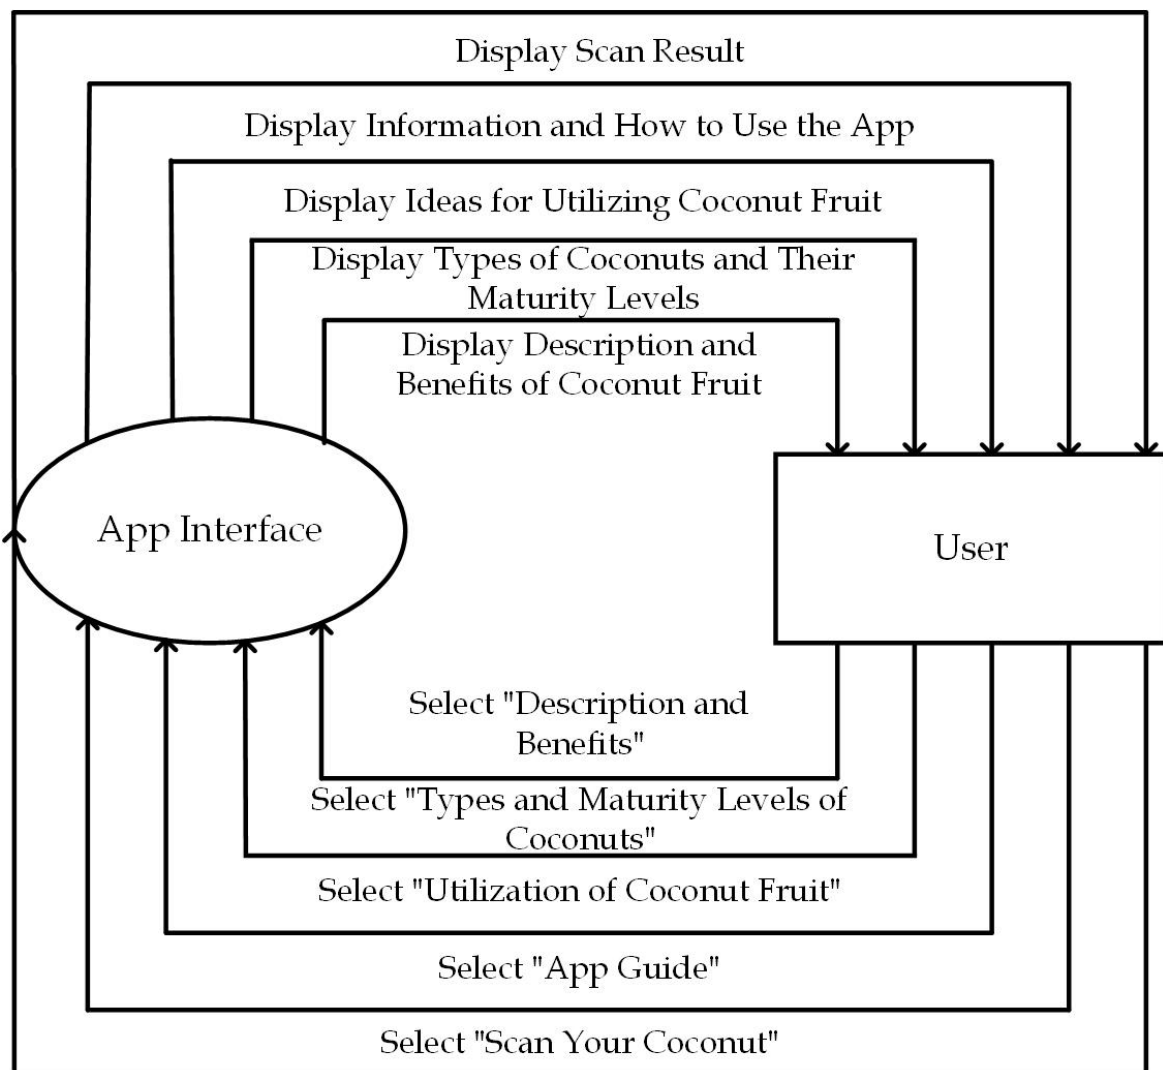 Display Scan Result
Display Information and How to Use the App
Display Ideas for Utilizing Coconut Fruit
Display Types of Coconuts and Their
Maturity Levels
Display Description and
Benefits of Coconut Fruit
App Interface
User
Select "Description and
Benefits"
Select "Types and Maturity Levels of
Coconuts"
Select "Utilization of Coconut Fruit"
Select "App Guide"
Select "Scan Your Coconut"